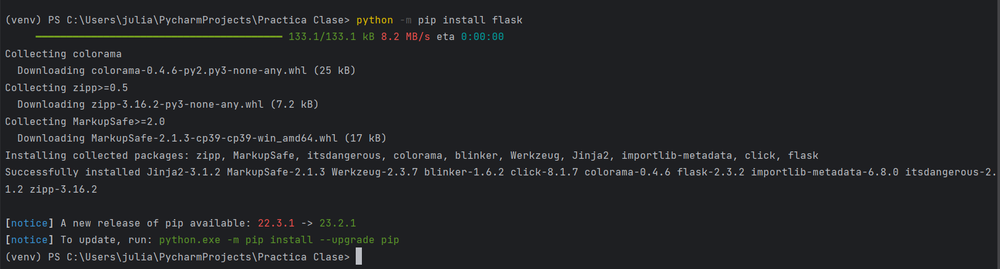 (venv) PS C:\Users\julia\PycharmProjects\Practica Clase> python -m pip install flask
133.1/133.1 kB 8.2 MB/s eta 0:00:00
Collecting colorama
Downloading colorama-0.4.6-py2.py3-none-any.whl (25 kB)
Collecting zipp>=0.5
Downloading zipp-3.16.2-py3-none-any.whl (7.2 kB)
Collecting MarkupSafe>=2.0
Downloading MarkupSafe-2.1.3-cp39-cp39-win_amd64.whl (17 kB)
Installing collected packages: zipp, MarkupSafe, itsdangerous, colorama, blinker, Werkzeug, Jinja2, importlib-metadata, click, flask
Successfully installed Jinja2-3.1.2 MarkupSafe-2.1.3 Werkzeug-2.3.7 blinker-1.6.2 click-8.1.7 colorama-0.4.6 flask-2.3.2 importlib-metadata-6.8.0 itsdangerous-2.
1.2 zipp-3.16.2
[notice] A new release of pip available: 22.3.1 -> 23.2.1
[notice] To update, run: python.exe -m pip install --upgrade pip
(venv) PS C:\Users\julia\PycharmProjects\Practica Clase>